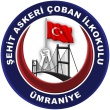 ŞEHİT ASKERİ ÇOBAN İLKOKULU
ÜMRANİYE